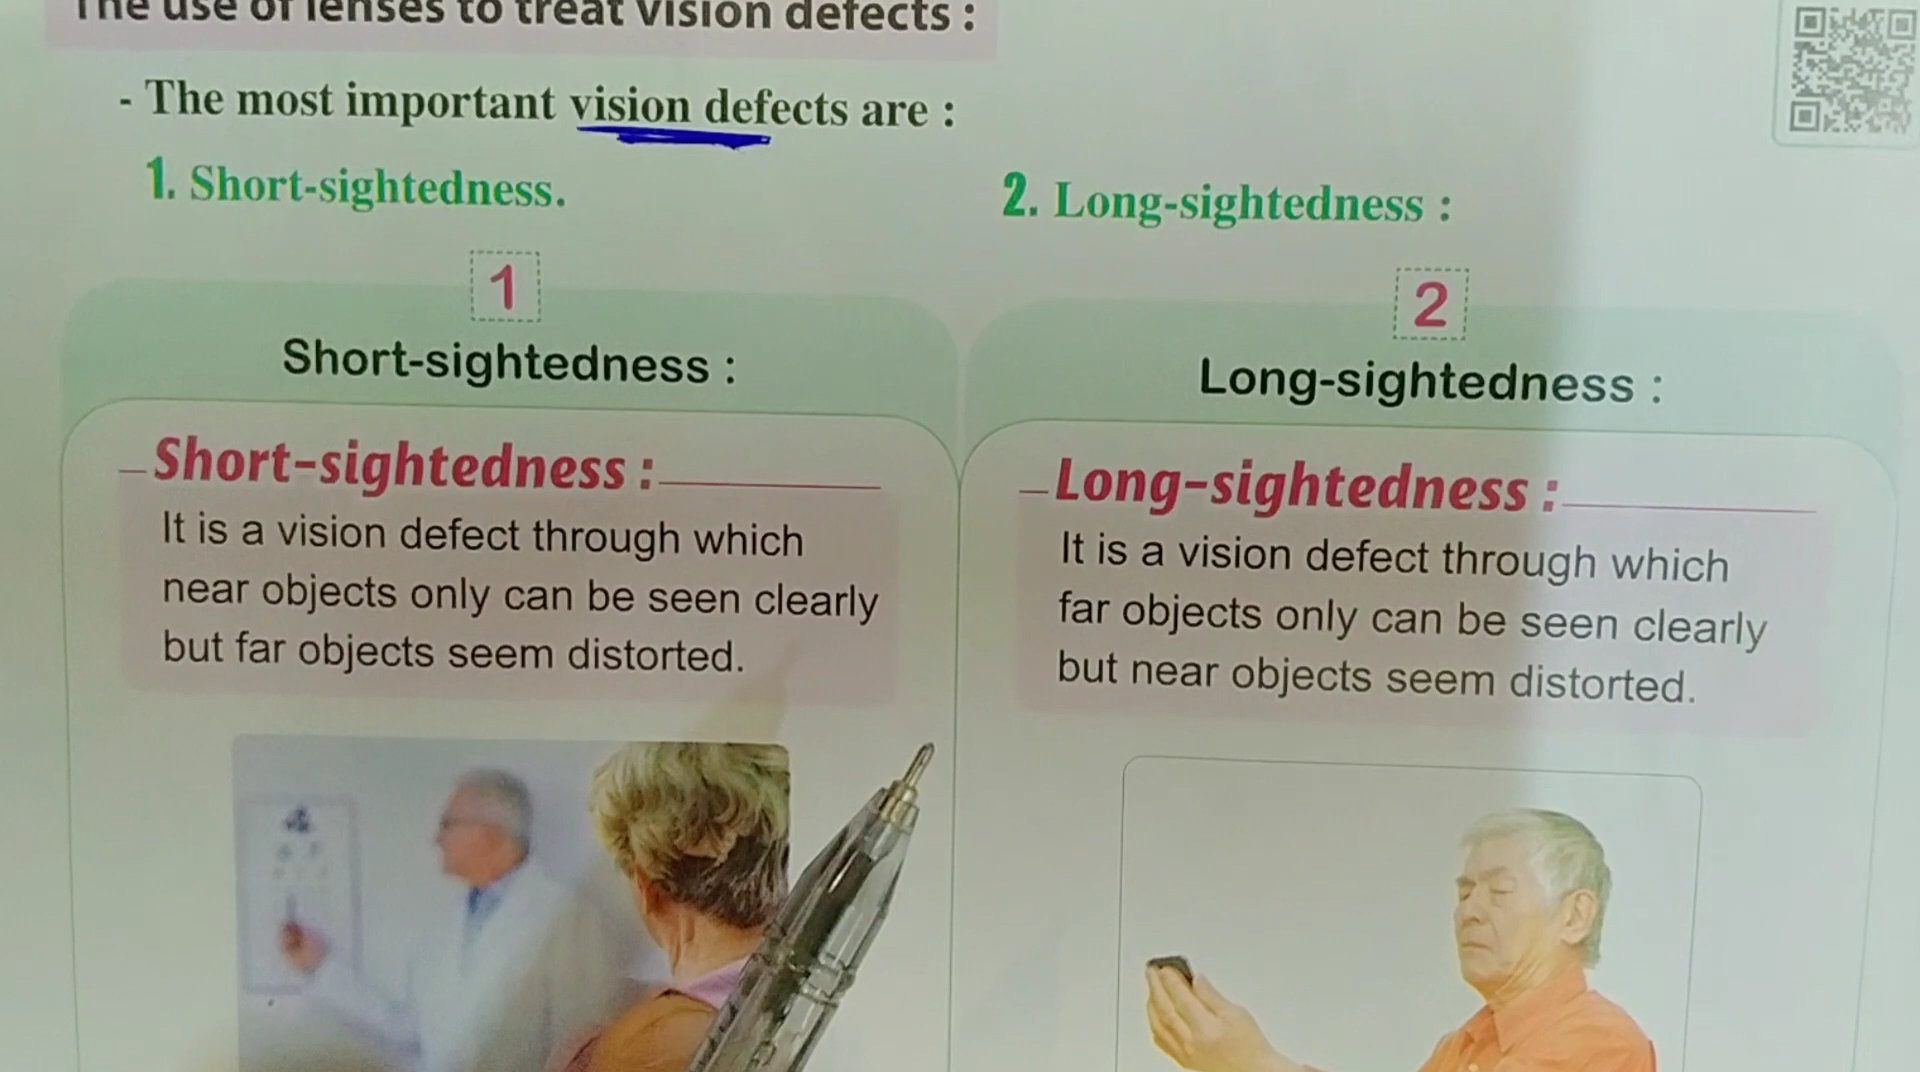 The use of lenses to treat vision defects :
- The most important vision defects are :
1. Short-sightedness.
2. Long-sightedness :
1
Short-sightedness :
Short-sightedness :
It is a vision defect through which
near objects only can be seen clearly
but far objects seem distorted.
2
Long-sightedness :
Long-sightedness :
It is a vision defect through which
far objects only can be seen clearly
but near objects seem distorted.